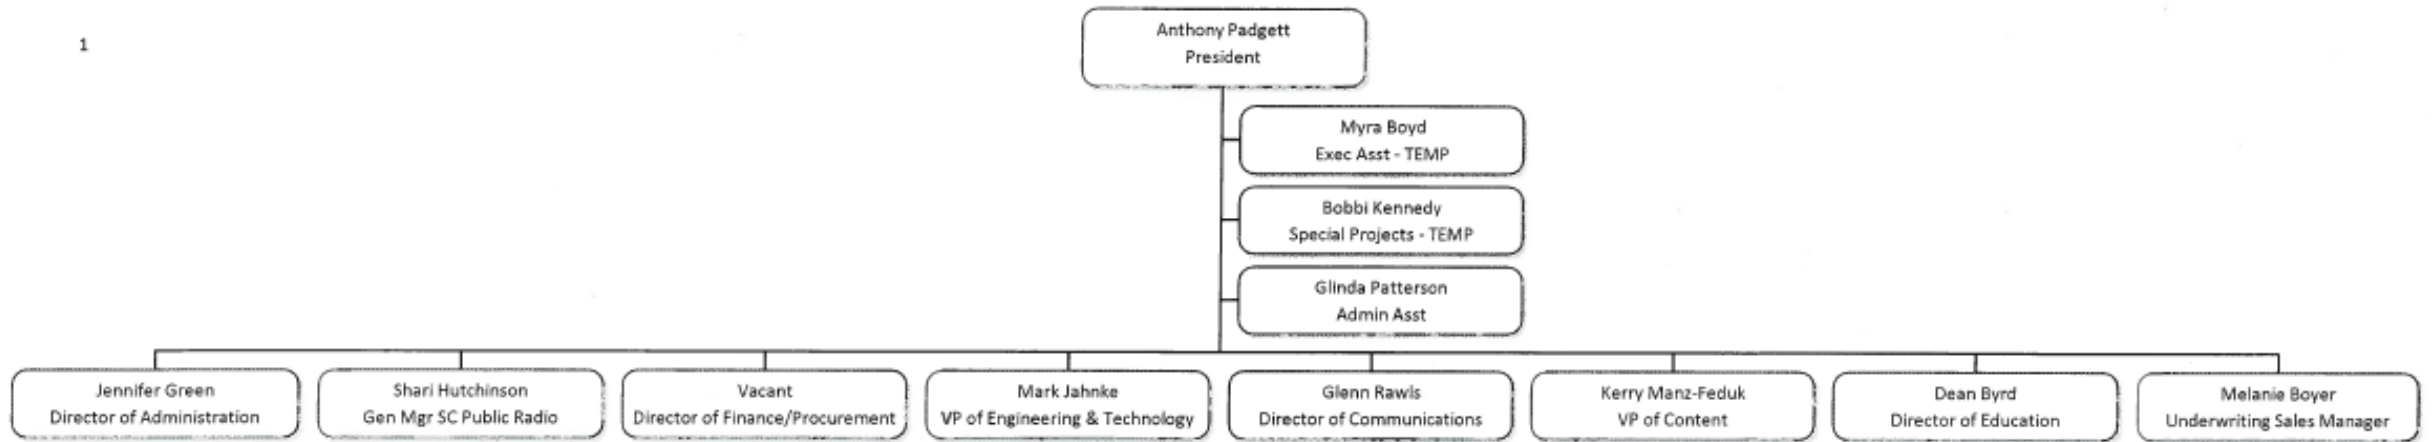 1
Anthony Padgett
President
Myra Boyd
Exec Asst - TEMP
Bobbi Kennedy
Special Projects - TEMP
Glinda Patterson
Admin Asst
Jennifer Green
Director of Administration
Shari Hutchinson
Gen Mgr SC Public Radio
Vacant
Director of Finance/Procurement
Mark Jahnke
VP of Engineering & Technology
Glenn Rawls
Director of Communications
Kerry Manz-Feduk
VP of Content
Dean Byrd
Director of Education
Melanie Boyer
Underwriting Sales Manager